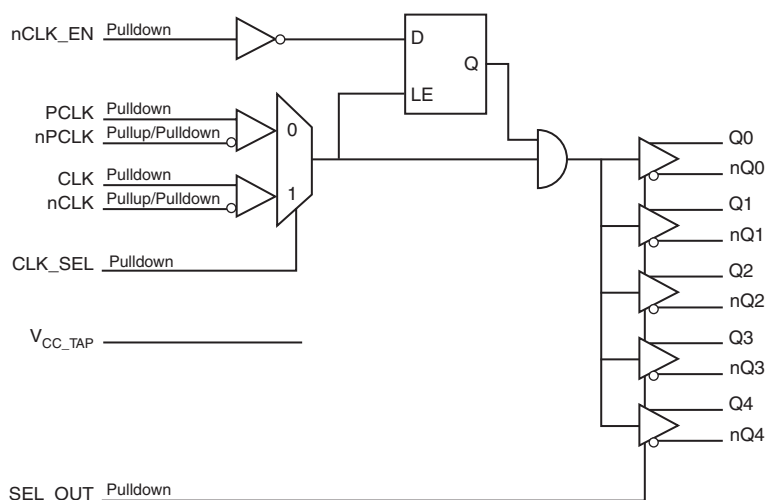 nCLK_EN Pulldown
D
Q
LE
PCLK Pulldown
nPCLK Pullup/Pulldown
0
CLK Pulldown
nCLK Pullup/Pulldown
1
CLK_SEL Pulldown
VCC_TAP
SEL_OUT Pulldown
Q0
nQ0
Q1
nQ1
Q2
nQ2
Q3
nQ3
Q4
nQ4